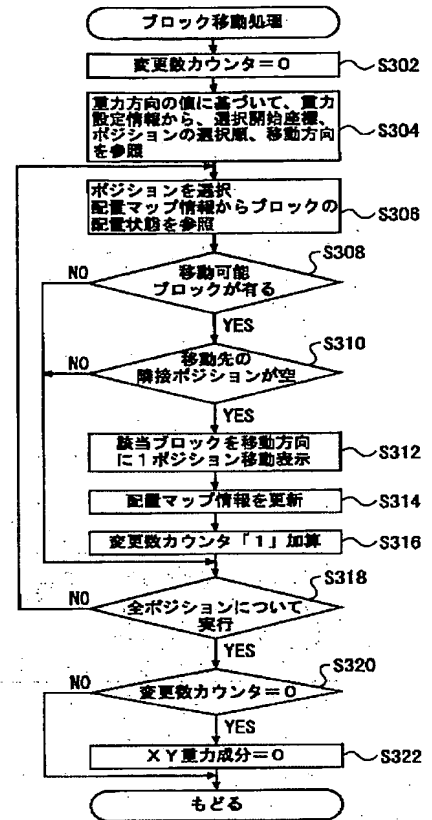 ブロック移動処理
変更数カウンタ=0
S302
重力方向の値に基づいて、重力
設定情報から、選択開始座標、
ポジションの選択順、移動方向
を参照
S304
ポジションを選択
配置マップ情報からブロックの
配置状態を参照
S306
S308
NO
移動可能
ブロックが有る
YES
S310
NO
移動先の
隣接ポジションが空
YES
該当ブロックを移動方向
に1ポジション移動表示
S312
配置マップ情報を更新
S314
変更数カウンタ「1」加算
S316
S318
NO
全ポジションについて
実行
YES
S320
NO
変更数カウンタ=0
YES
XY重力成分=0
S322
もどる